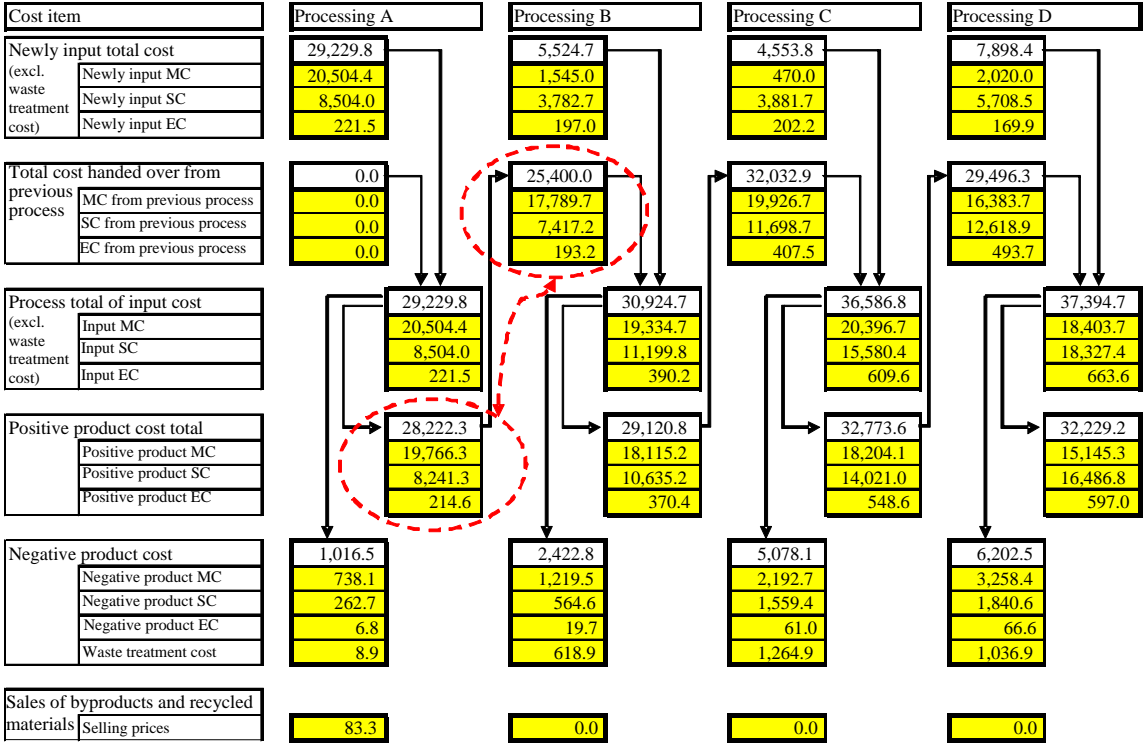 Cost item Processing A Processing B Processing C Processing D
Newly input total cost 29,229.8 5,524.7 4,553.8 7,898.4
(excl. waste treatment cost) Newly input MC 20,504.4 1,545.0 470.0 2,020.0
Newly input SC 8,504.0 3,782.7 3,881.7 5,708.5
Newly input EC 221.5 197.0 202.2 169.9
Total cost handed over from previous process 0.0 25,400.0 32,032.9 29,496.3
MC from previous process 0.0 17,789.7 19,926.7 16,383.7
SC from previous process 0.0 7,417.2 11,698.7 12,618.9
EC from previous process 0.0 193.2 407.5 493.7
Process total of input cost 29,229.8 30,924.7 36,586.8 37,394.7
(excl. waste treatment cost) Input MC 20,504.4 19,334.7 20,396.7 18,403.7
Input SC 8,504.0 11,199.8 15,580.4 18,327.4
Input EC 221.5 390.2 609.6 663.6
Positive product cost total 28,222.3 29,120.8 32,773.6 32,229.2
Positive product MC 19,766.3 18,115.2 18,204.1 15,145.3
Positive product SC 8,241.3 10,635.2 14,021.0 16,486.8
Positive product EC 214.6 370.4 548.6 597.0
Negative product cost 1,016.5 2,422.8 5,078.1 6,202.5
Negative product MC 738.1 1,219.5 2,192.7 3,258.4
Negative product SC 262.7 564.6 1,559.4 1,840.6
Negative product EC 6.8 19.7 61.0 66.6
Waste treatment cost 8.9 618.9 1,264.9 1,036.9
Sales of byproducts and recycled
materials Selling prices 83.3 0.0 0.0 0.0